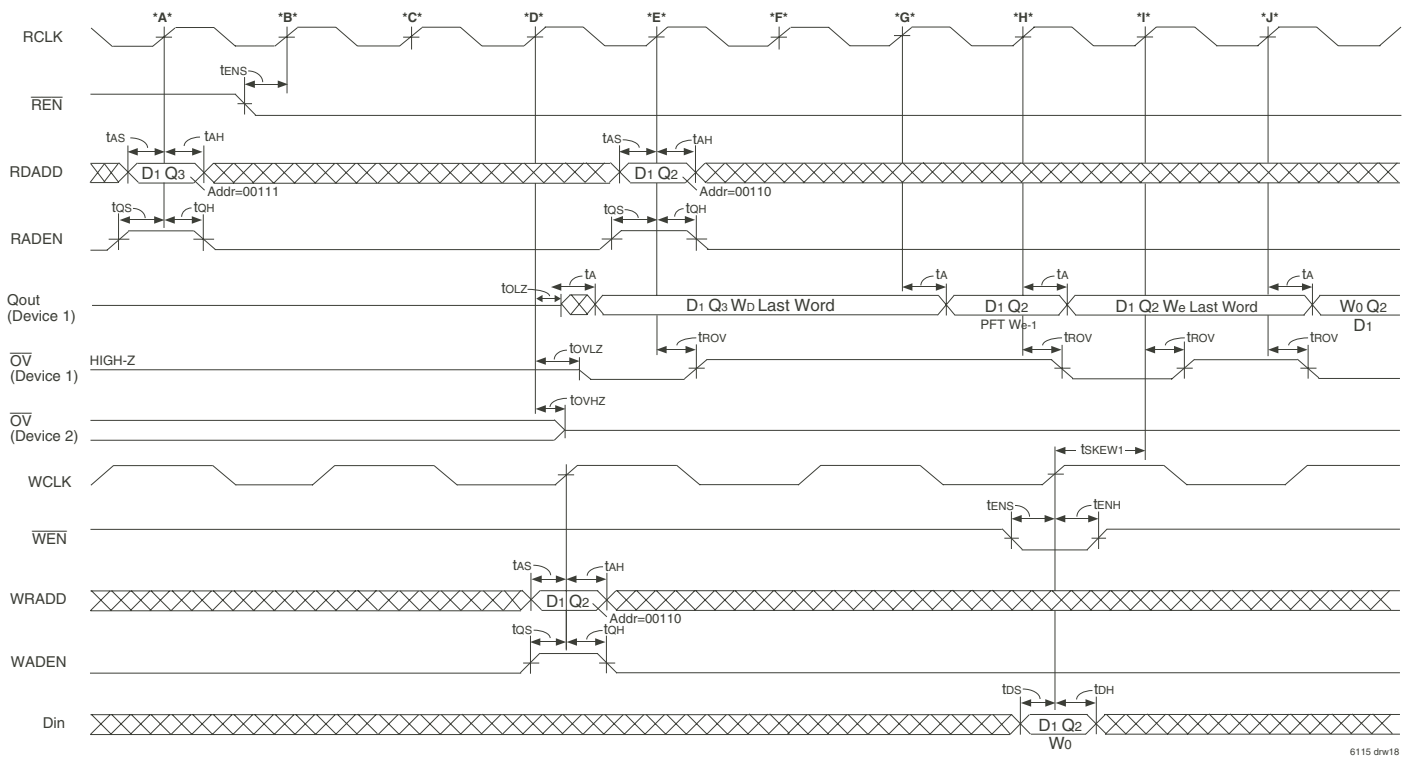 *A* *B* *C* *D* *E* *F* *G* *H* *I* *J*
RCLK
tENS
REN
tAS tAH tAS tAH
RDADD D1 Q3 D1 Q2
Addr=00111 Addr=00110
tQS tQH tQS tQH
RADEN
tOLZ tA tA tA tA
Qout
(Device 1)
D1 Q3 WD Last Word D1 Q2 D1 Q2 We Last Word W0 Q2
PFT We-1 D1
tOVLZ tROV tROV tROV tROV
OV
(Device 1)
HIGH-Z
tOVHZ
OV
(Device 2)
tSKEW1
WCLK
tENS tENH
WEN
tAS tAH
WRADD D1 Q2
Addr=00110
tQS tQH
WADEN
tDS tDH
Din D1 Q2
W0
6115 drw18